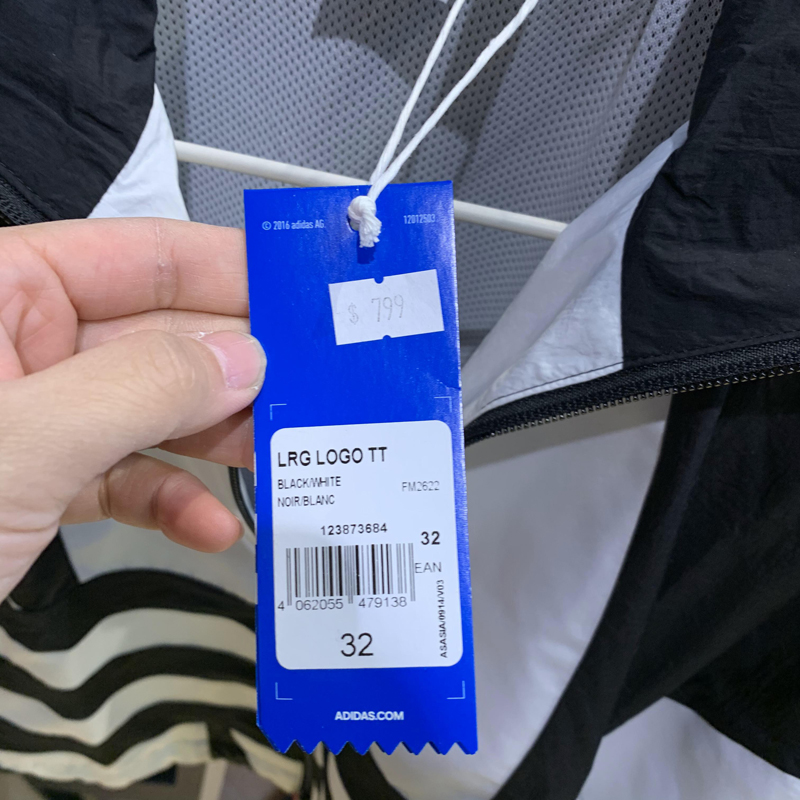 © 2016 adidas AG.
12012503
$ 799
LRG LOGO TT
BLACK/WHITE
NOIR/BLANC
FM2622
123873684
32
EAN
4 062055 479138
ASASIA/0914/V03
32
ADIDAS.COM